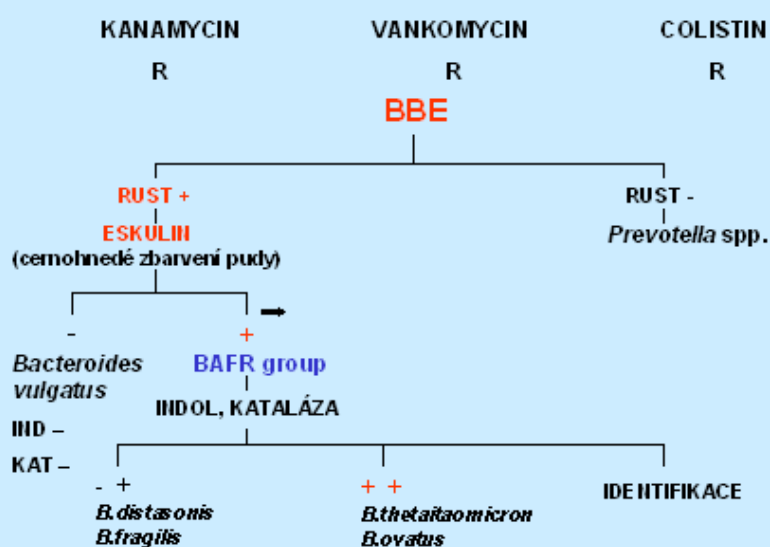 KANAMYCIN VANKOMYCIN COLISTIN
R R R
BBE
RUST + RUST -
ESKULIN Prevotella spp.
(cernohnedé zbarvení pudy)
- +
Bacteroides BAFR group
vulgatus
INDOL, KATALÁZA
IND –
KAT –
- + + + IDENTIFIKACE
B.distasonis B.thetaitaomicron
B.fragilis B.ovatus